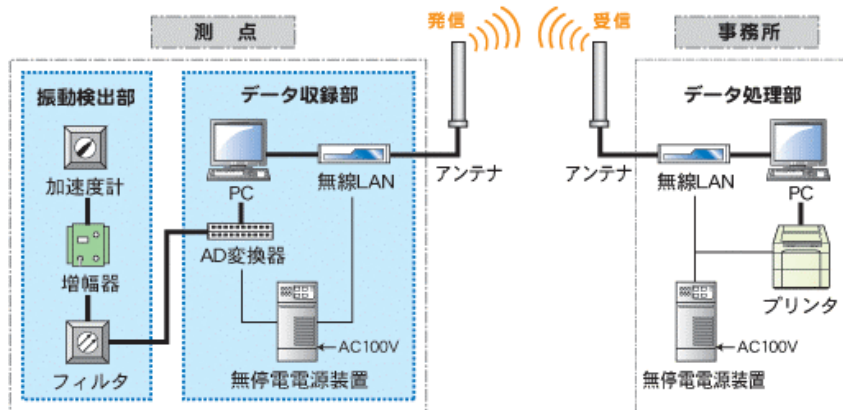 測 点
発信
受信
事務所
振動検出部
データ収録部
データ処理部
加速度計
PC
無線LAN
アンテナ
アンテナ
無線LAN
PC
AD変換器
増幅器
プリンタ
AC100V
AC100V
フィルタ
無停電電源装置
無停電電源装置